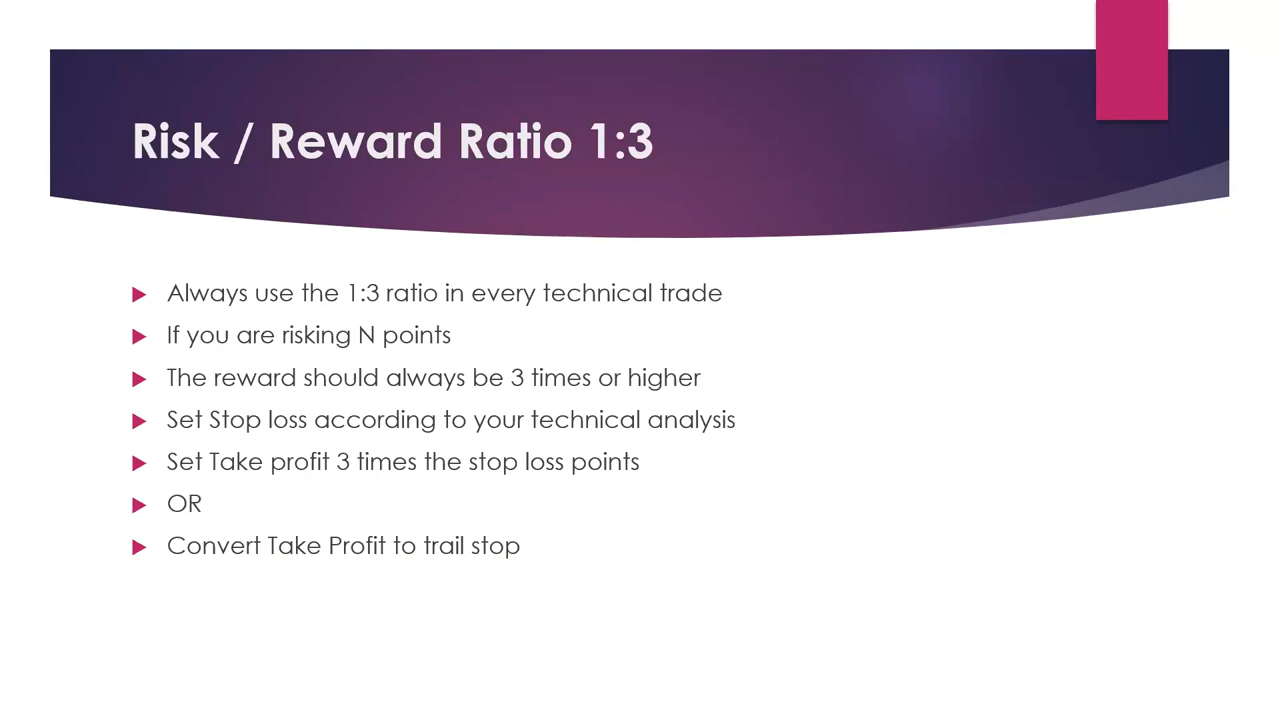 Risk / Reward Ratio 1:3
Always use the 1:3 ratio in every technical trade
If you are risking N points
The reward should always be 3 times or higher
Set Stop loss according to your technical analysis
Set Take profit 3 times the stop loss points
OR
Convert Take Profit to trail stop